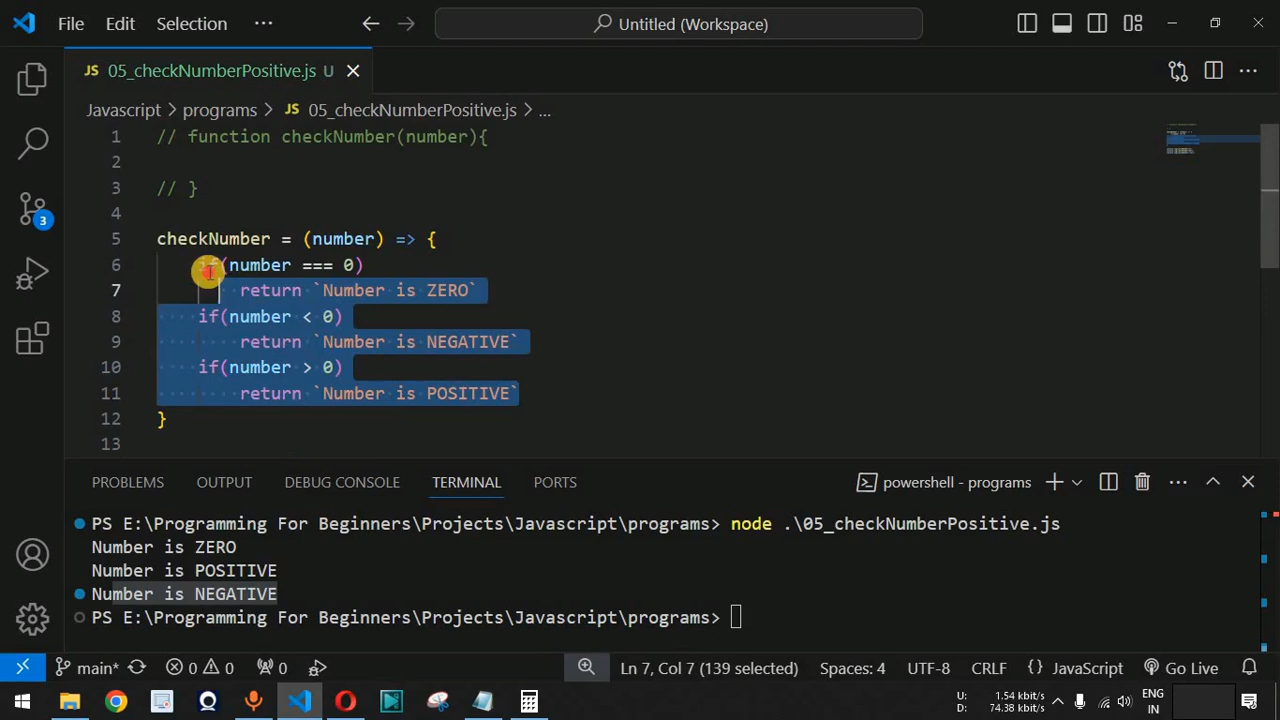 File Edit Selection ··· Untitled (Workspace)
JS 05_checkNumberPositive.js U
Javascript > programs > JS 05_checkNumberPositive.js > ...
1 // function checkNumber(number){
2
3 // }
4
5 checkNumber = (number) => {
6 if(number === 0)
7 return `Number is ZERO`
8 if(number < 0)
9 return `Number is NEGATIVE`
10 if(number > 0)
11 return `Number is POSITIVE`
12 }
13
3
PROBLEMS OUTPUT DEBUG CONSOLE TERMINAL PORTS powershell - programs
PS E:\Programming For Beginners\Projects\Javascript\programs> node .\05_checkNumberPositive.js
Number is ZERO
Number is POSITIVE
Number is NEGATIVE
PS E:\Programming For Beginners\Projects\Javascript\programs>
main* 0 0 0 Ln 7, Col 7 (139 selected) Spaces: 4 UTF-8 CRLF {} JavaScript Go Live
U: 1.54 kbit/s ENG
D: 74.38 kbit/s IN